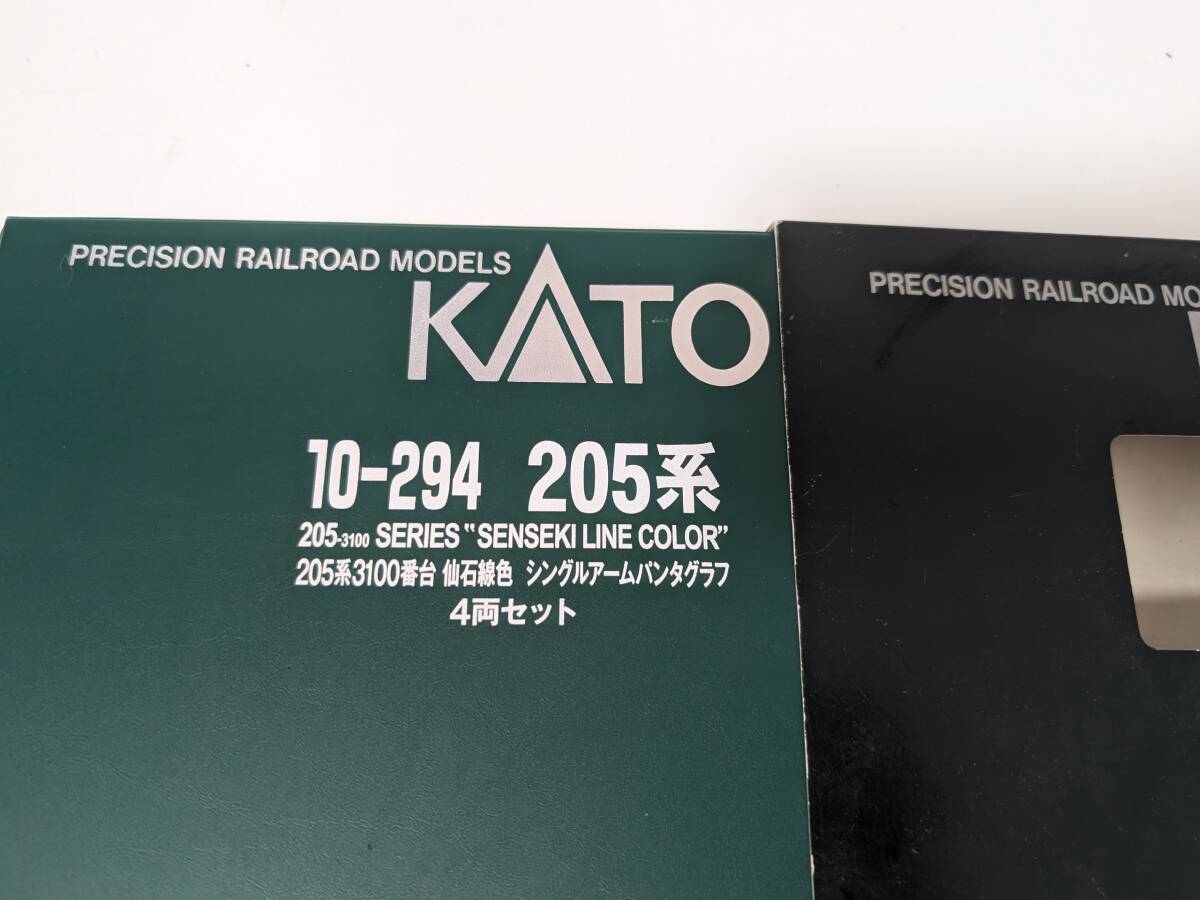 PRECISION RAILROAD MODELS
KATO
10-294 205系
205-3100 SERIES “SENSEKI LINE COLOR”
205系3100番台 仙石線色 シングルアームパンタグラフ
4両セット
PRECISION RAILROAD